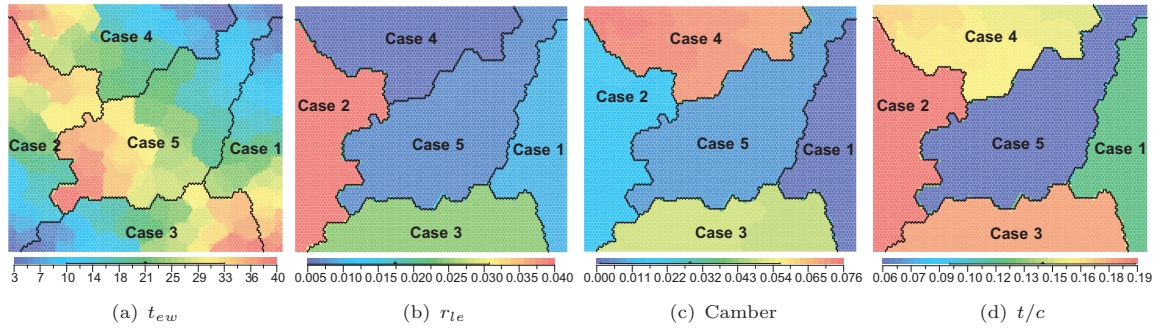 Case 4
Case 2
Case 5
Case 1
Case 3
3 7 10 14 18 21 25 29 33 36 40
(a) t_ew
Case 4
Case 2
Case 5
Case 1
Case 3
0.005 0.010 0.015 0.020 0.025 0.030 0.035 0.040
(b) r_le
Case 4
Case 2
Case 5
Case 1
Case 3
0.000 0.011 0.022 0.032 0.043 0.054 0.065 0.076
(c) Camber
Case 4
Case 2
Case 5
Case 1
Case 3
0.06 0.07 0.09 0.10 0.11 0.12 0.14 0.15 0.16 0.18 0.19
(d) t/c